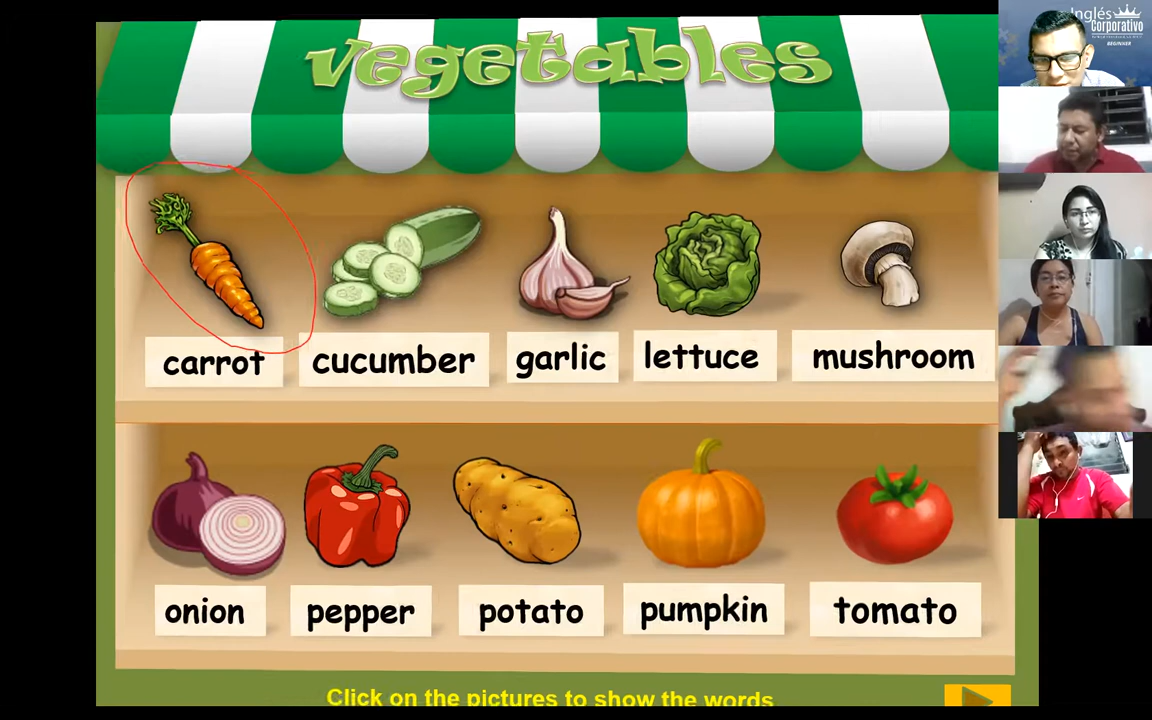 vegetables
Inglés
Corporativo
BEGINNER
carrot cucumber garlic lettuce mushroom
onion pepper potato pumpkin tomato
Click on the pictures to show the words